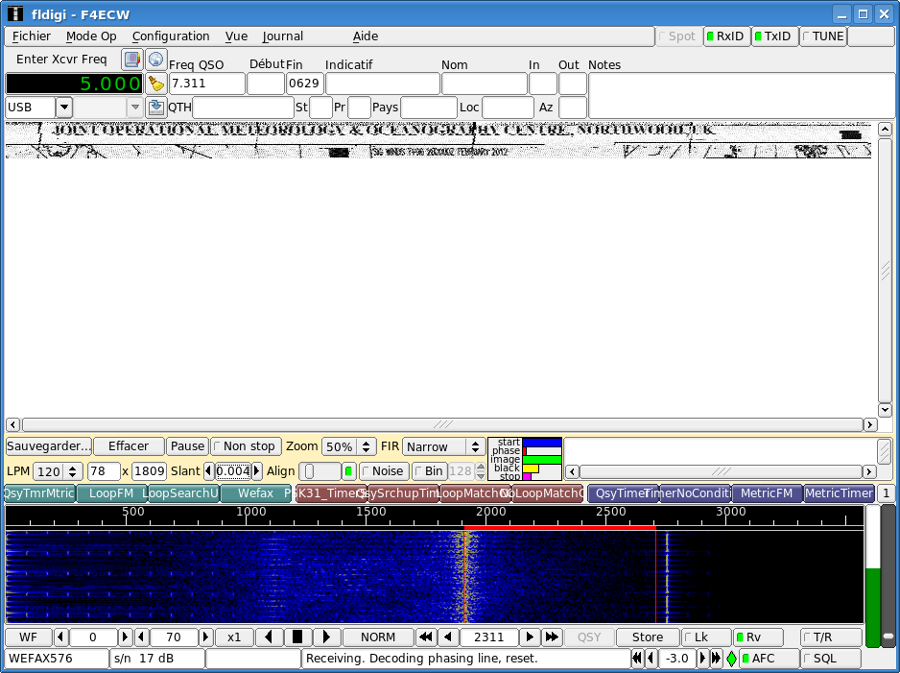 fldigi - F4ECW
Fichier Mode Op Configuration Vue Journal Aide Spot RxID TxID TUNE
Enter Xcvr Freq Freq QSO Début Fin Indicatif Nom In Out Notes
5.000 7.311 0629
USB QTH St Pr Pays Loc Az
JOINT OPERATIONAL METEOROLOGY & OCEANOGRAPHY CENTRE, NORTHWOOD, UK
FEBRUARY 2012
Sauvegarder... Effacer Pause Non stop Zoom 50% FIR Narrow
start
phase
image
black
stop
LPM 120 78 x 1809 Slant 0.004 Align Noise Bin 128
QsyTmrMtric LoopFM LoopSearchU Wefax QsyTimer TimerNoCondit MetricFM MetricTimer 1
500 1000 1500 2000 2500 3000
WF 0 70 x1 NORM 2311 QSY Store Lk Rv T/R
WEFAX576 s/n 17 dB Receiving. Decoding phasing line, reset. -3.0 AFC SQL